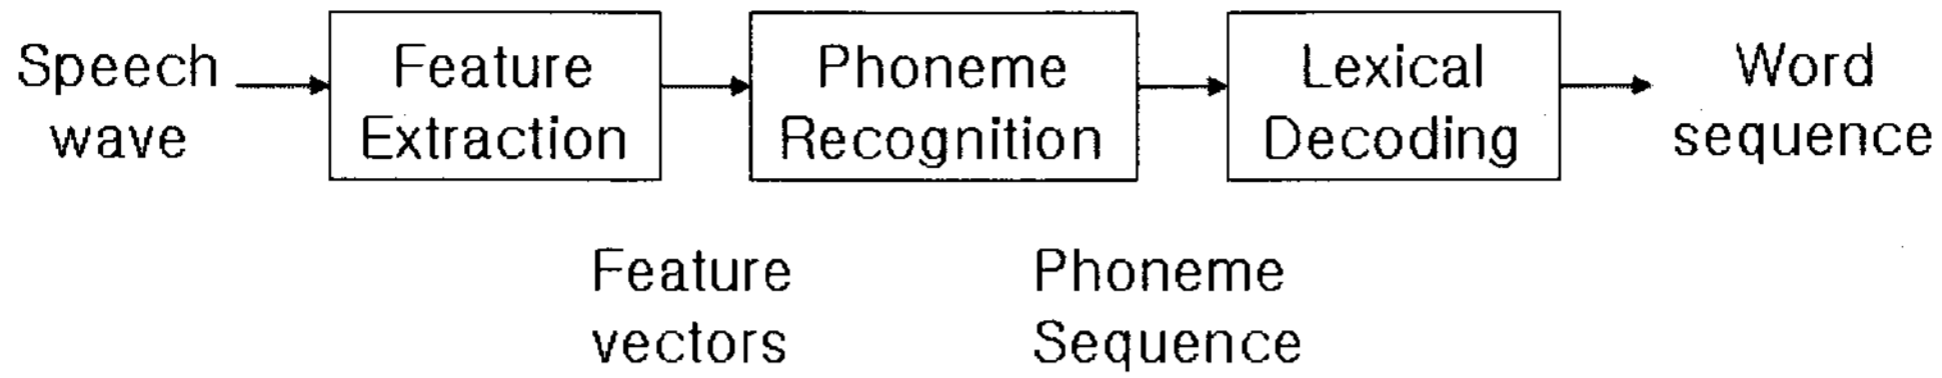 Speech
wave
Feature
Extraction
Phoneme
Recognition
Lexical
Decoding
Word
sequence
Feature
vectors
Phoneme
Sequence